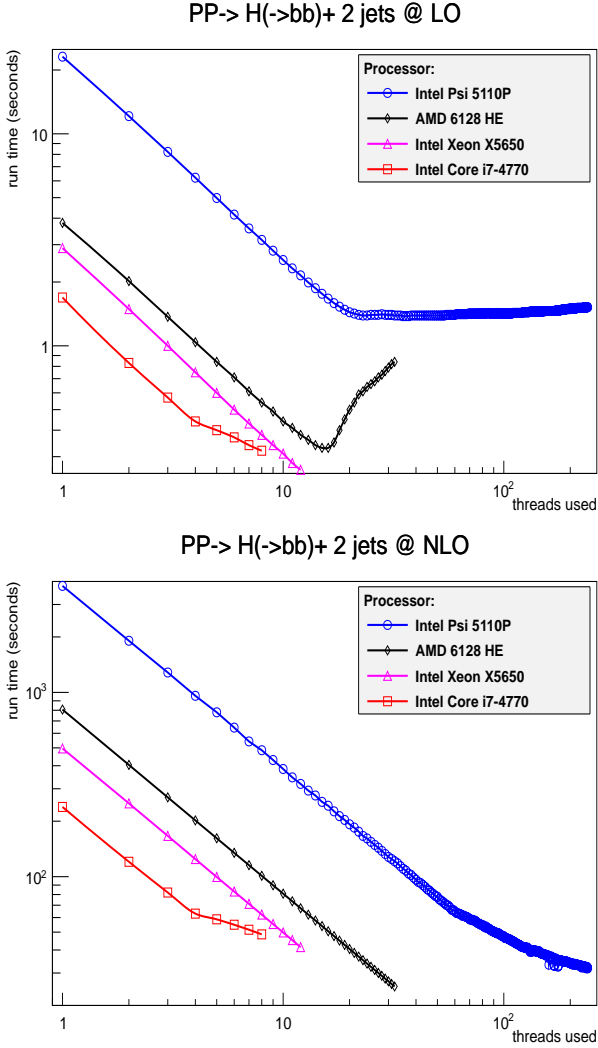 PP-> H(->bb)+ 2 jets @ LO
run time (seconds)
Processor:
Intel Psi 5110P
AMD 6128 HE
Intel Xeon X5650
Intel Core i7-4770
10
1
1
10
10²
threads used
PP-> H(->bb)+ 2 jets @ NLO
run time (seconds)
Processor:
Intel Psi 5110P
AMD 6128 HE
Intel Xeon X5650
Intel Core i7-4770
10³
10²
1
10
10²
threads used